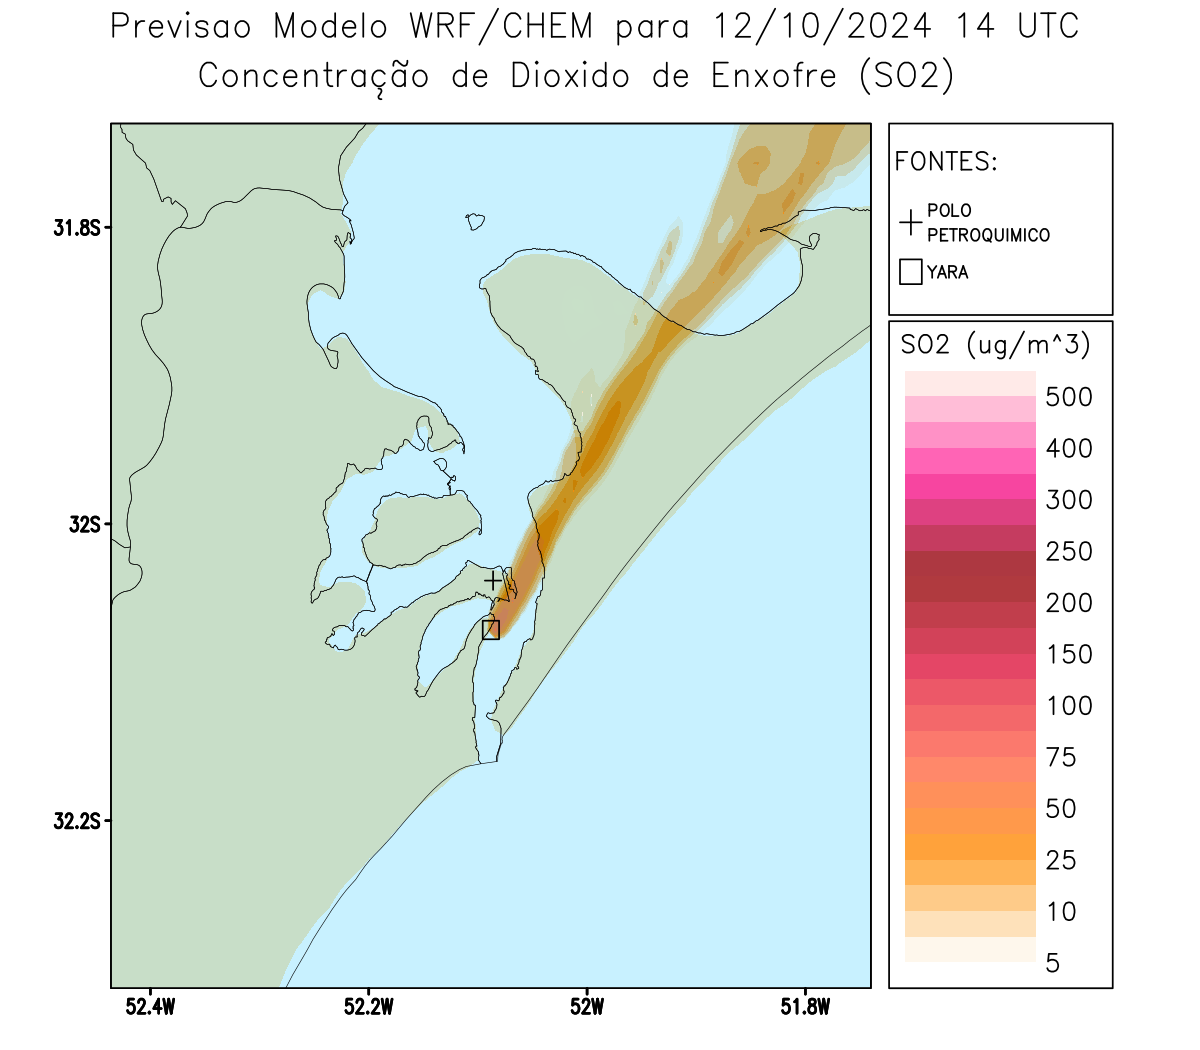 Previsao Modelo WRF/CHEM para 12/10/2024 14 UTC
Concentração de Dioxido de Enxofre (SO2)
FONTES:
POLO
PETROQUIMICO
YARA
SO2 (ug/m^3)
500
400
300
250
200
150
100
75
50
25
10
5
31.8S
32S
32.2S
52.4W
52.2W
52W
51.8W